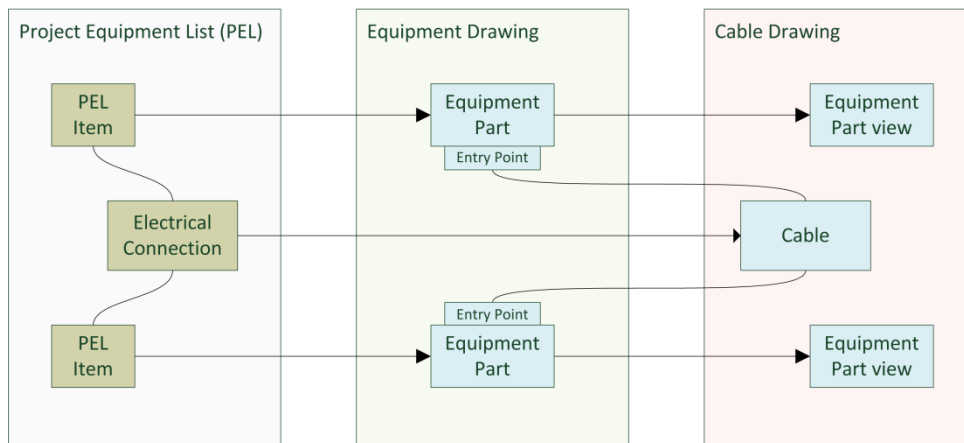 Project Equipment List (PEL)
Equipment Drawing
Cable Drawing
PEL
Item
Equipment
Part
Entry Point
Equipment
Part view
Electrical
Connection
Cable
Entry Point
PEL
Item
Equipment
Part
Equipment
Part view